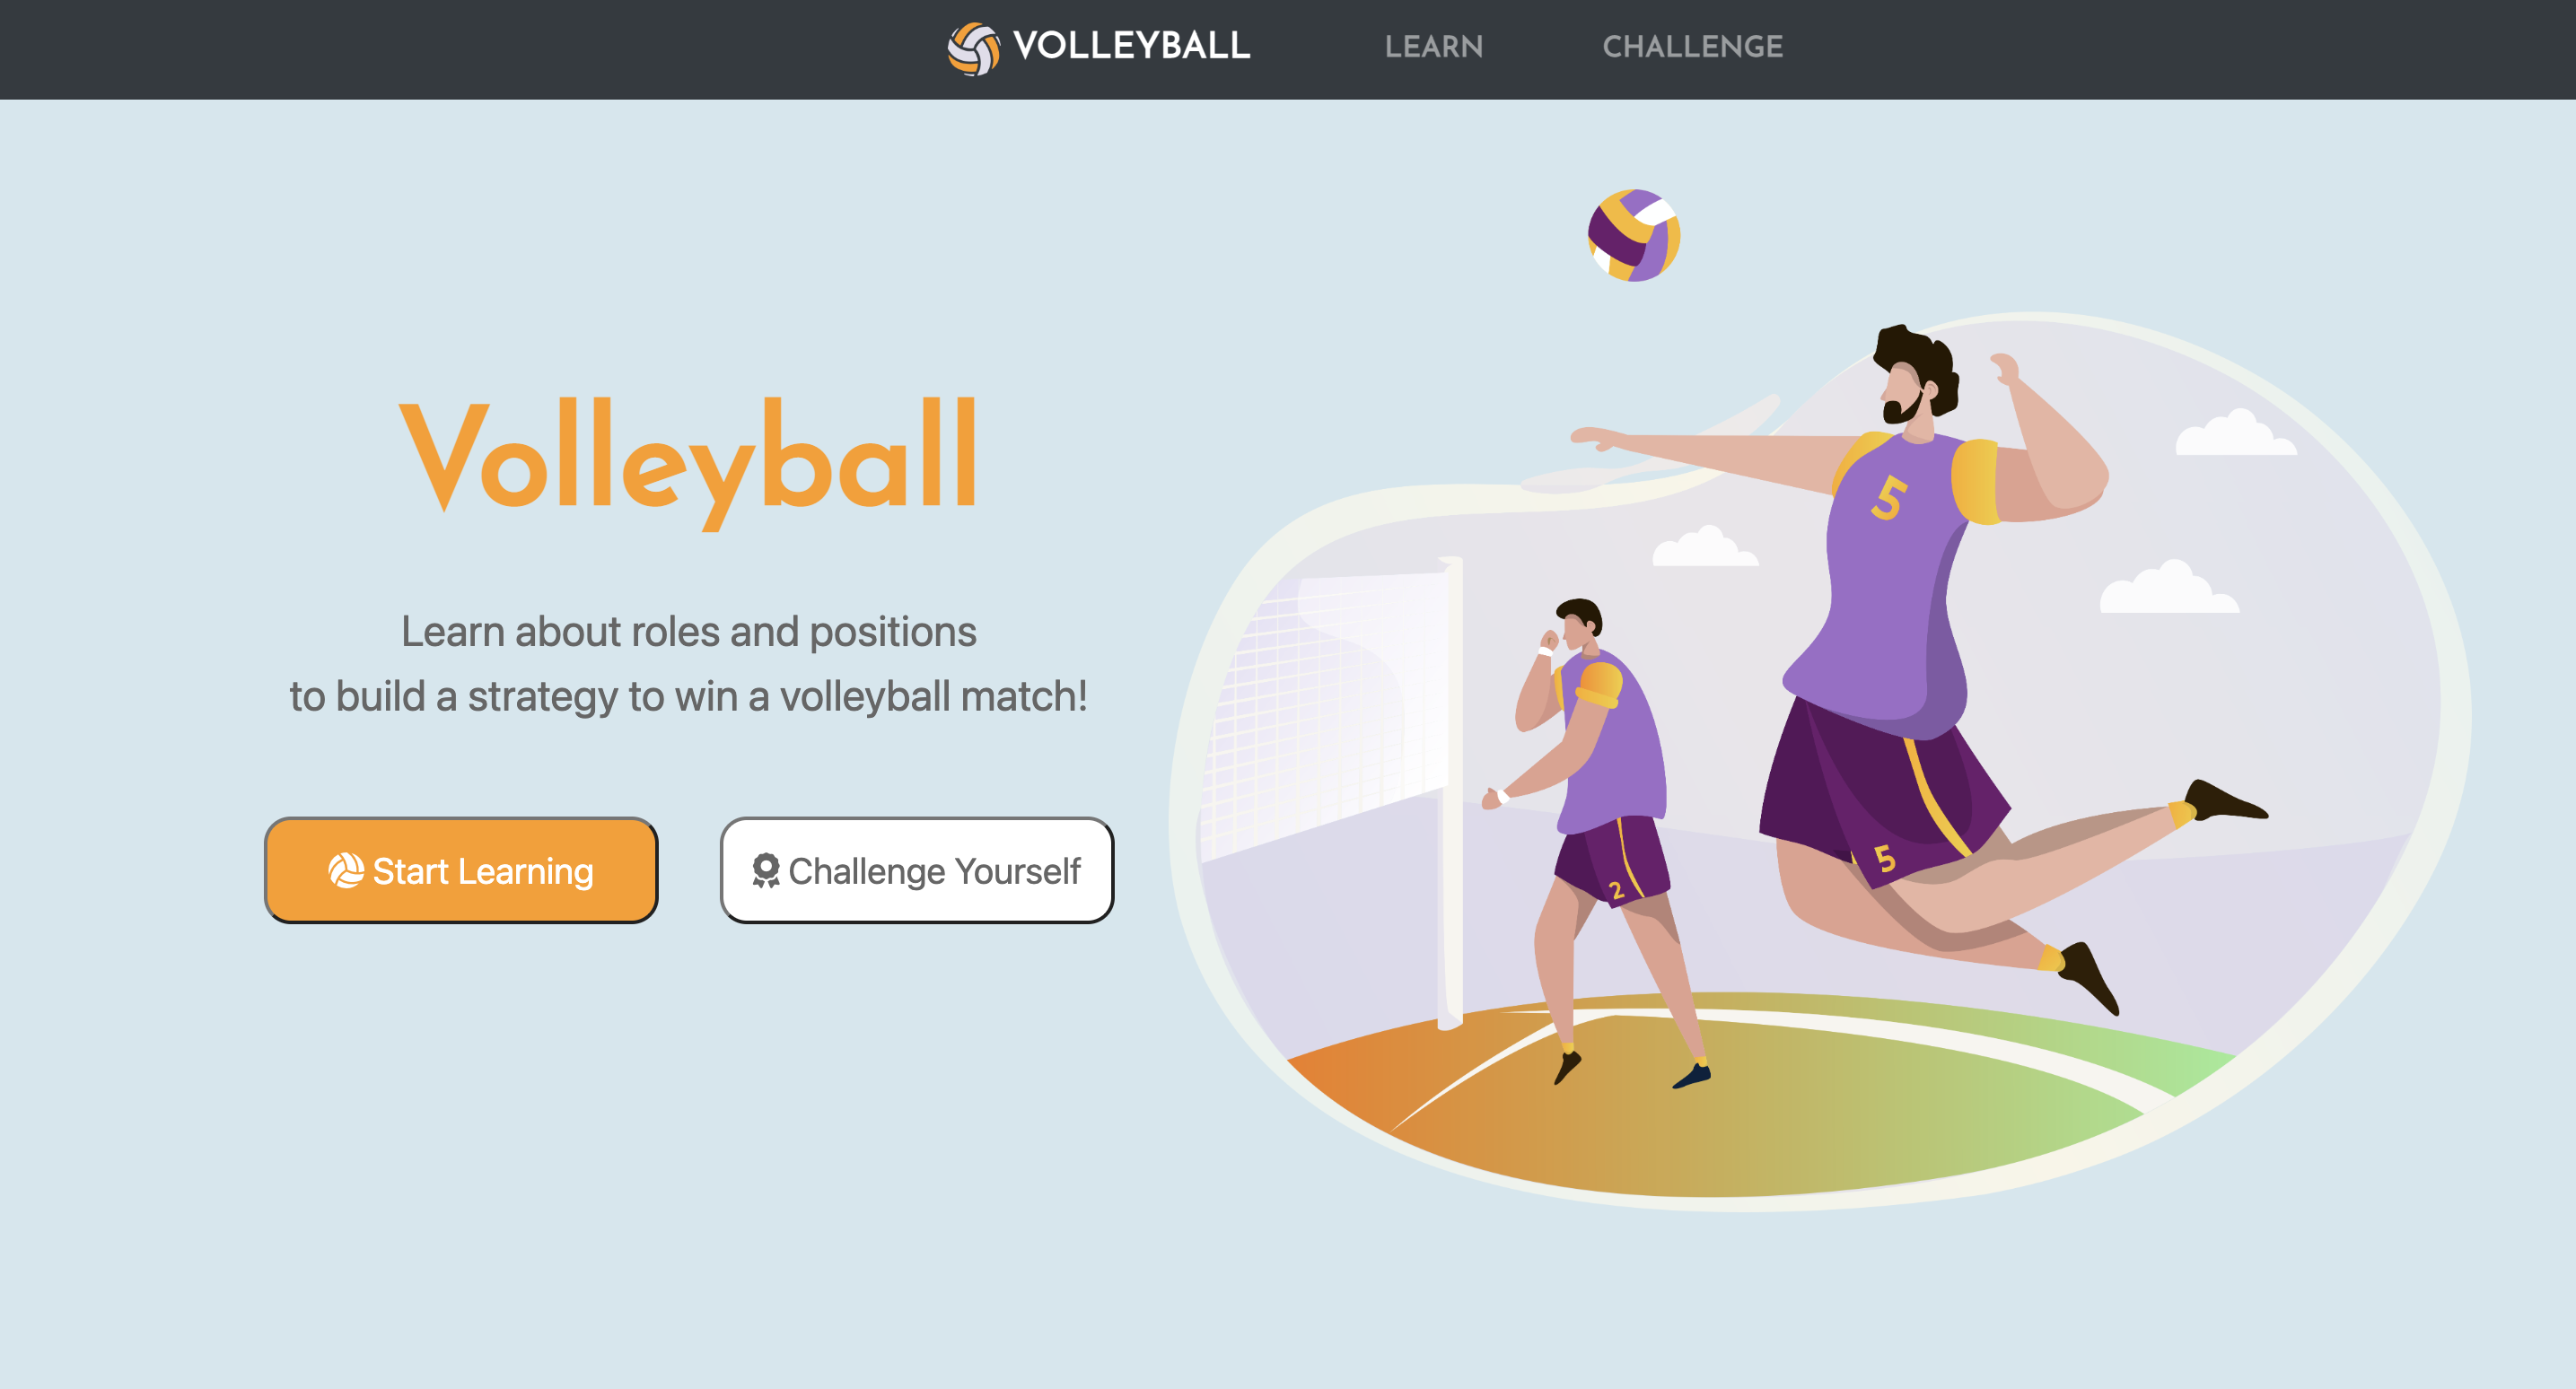 VOLLEYBALL LEARN CHALLENGE
Volleyball
Learn about roles and positions
to build a strategy to win a volleyball match!
Start Learning Challenge Yourself
5
5
2